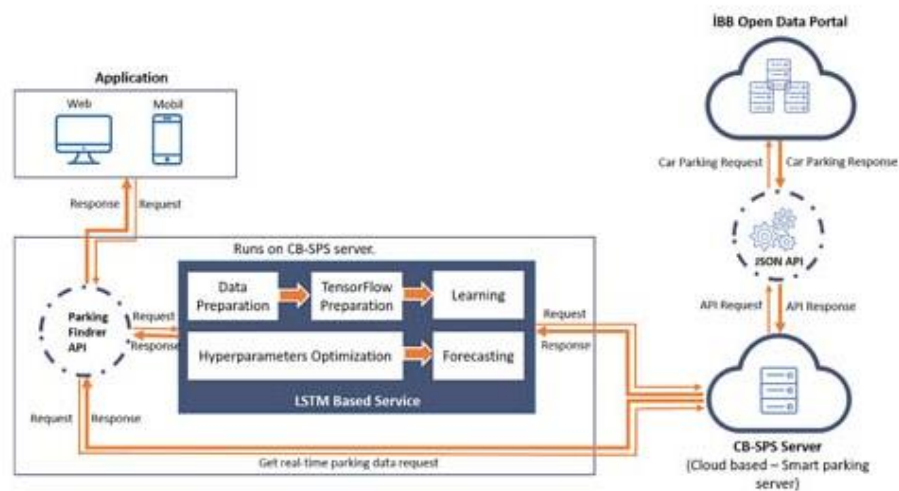 İBB Open Data Portal
Application
Web
Mobil
Car Parking Request
Car Parking Response
Response
Request
JSON API
API Request
API Response
Runs on CB-SPS server.
Data
Preparation
TensorFlow
Preparation
Learning
Parking
Findrer
API
Request
Response
Hyperparameters Optimization
Forecasting
LSTM Based Service
Request
Response
Request
Response
Get real-time parking data request
CB-SPS Server
(Cloud based – Smart parking
server)